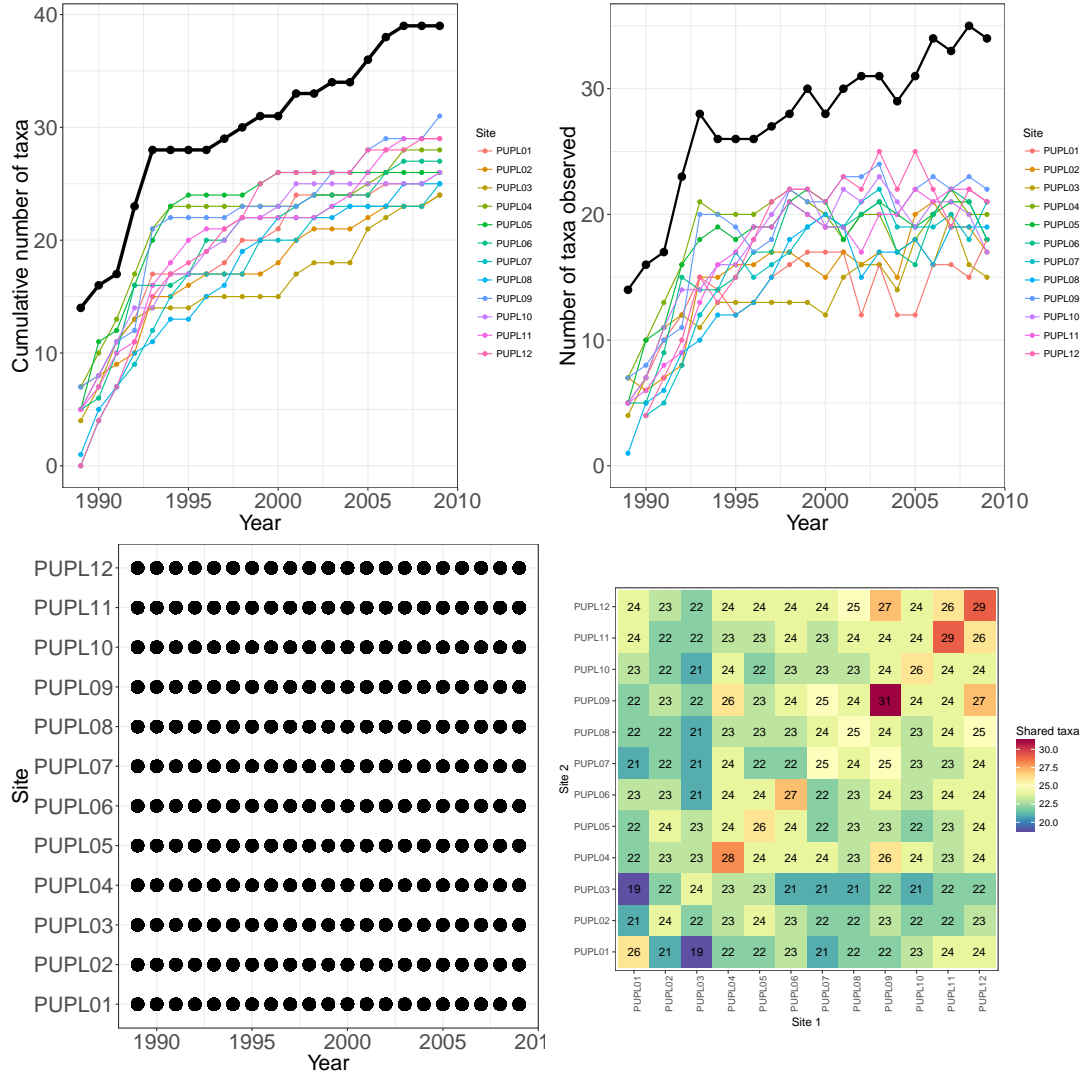 Cumulative number of taxa
40
30
20
10
0
1990 1995 2000 2005 2010
Year
Site
PUPL01
PUPL02
PUPL03
PUPL04
PUPL05
PUPL06
PUPL07
PUPL08
PUPL09
PUPL10
PUPL11
PUPL12
Number of taxa observed
30
20
10
0
1990 1995 2000 2005 2010
Year
Site
PUPL01
PUPL02
PUPL03
PUPL04
PUPL05
PUPL06
PUPL07
PUPL08
PUPL09
PUPL10
PUPL11
PUPL12
Site
PUPL12
PUPL11
PUPL10
PUPL09
PUPL08
PUPL07
PUPL06
PUPL05
PUPL04
PUPL03
PUPL02
PUPL01
1990 1995 2000 2005 201
Year
Site 2
PUPL12 24 23 22 24 24 24 24 25 27 24 26 29
PUPL11 24 22 22 23 23 24 23 24 24 24 29 26
PUPL10 23 22 21 24 22 23 23 23 24 26 24 24
PUPL09 22 23 22 26 23 24 25 24 31 24 24 27
PUPL08 22 22 21 23 23 23 24 25 24 23 24 25
PUPL07 21 22 21 24 22 22 25 24 25 23 23 24
PUPL06 23 23 21 24 24 27 22 23 24 23 24 24
PUPL05 22 24 23 24 26 24 22 23 23 22 23 24
PUPL04 22 23 23 28 24 24 24 23 26 24 23 24
PUPL03 19 22 24 23 23 21 21 21 22 21 22 22
PUPL02 21 24 22 23 24 23 22 22 23 22 22 23
PUPL01 26 21 19 22 22 23 21 22 22 23 24 24
PUPL01 PUPL02 PUPL03 PUPL04 PUPL05 PUPL06 PUPL07 PUPL08 PUPL09 PUPL10 PUPL11 PUPL12
Site 1
Shared taxa
30.0
27.5
25.0
22.5
20.0